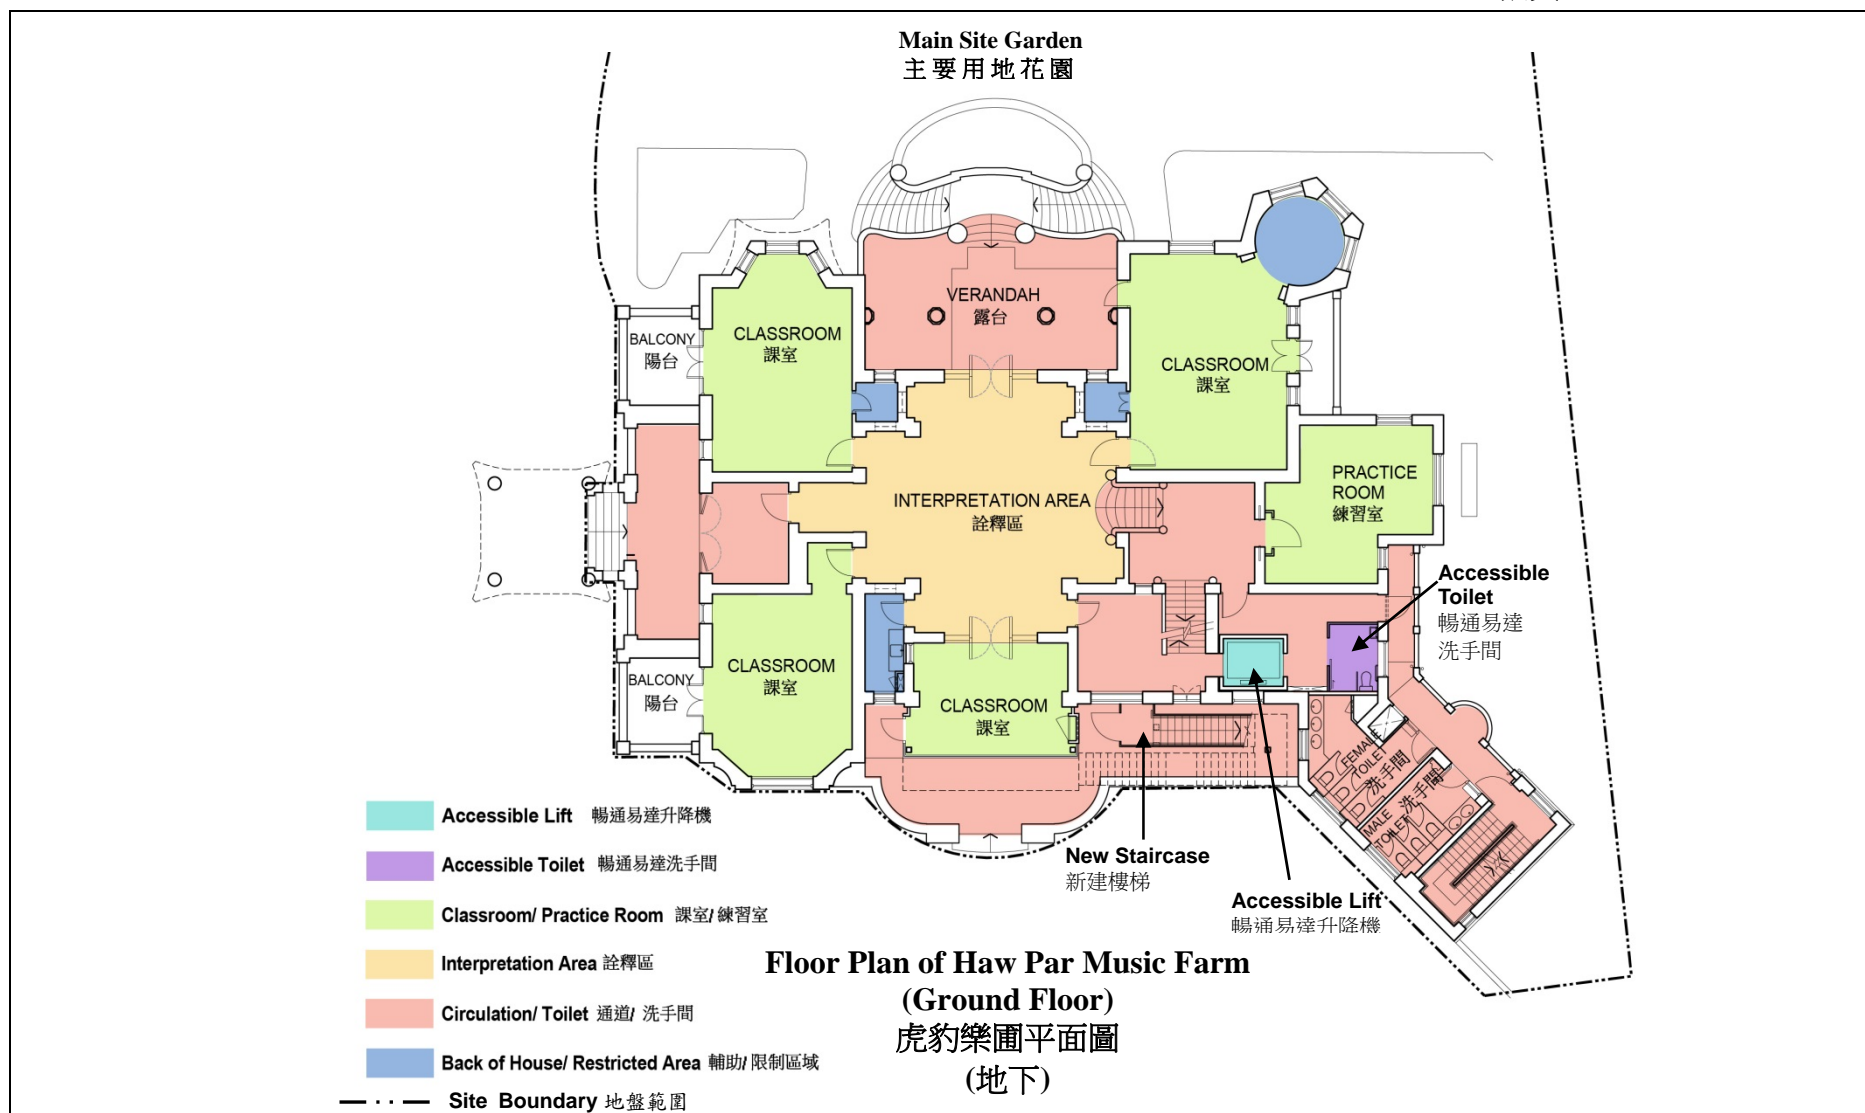 Main Site Garden
主要用地花園
VERANDAH
露台
CLASSROOM
課室
BALCONY
陽台
CLASSROOM
課室
PRACTICE
ROOM
練習室
INTERPRETATION AREA
詮釋區
Accessible
Toilet
暢通易達
洗手間
CLASSROOM
課室
BALCONY
陽台
CLASSROOM
課室
FEMALE
TOILET
洗手間
MALE
TOILET
洗手間
New Staircase
新建樓梯
Accessible Lift
暢通易達升降機
Accessible Lift 暢通易達升降機
Accessible Toilet 暢通易達洗手間
Classroom/ Practice Room 課室/ 練習室
Interpretation Area 詮釋區
Circulation/ Toilet 通道/ 洗手間
Back of House/ Restricted Area 輔助/ 限制區域
Site Boundary 地盤範圍
Floor Plan of Haw Par Music Farm
(Ground Floor)
虎豹樂圃平面圖
(地下)